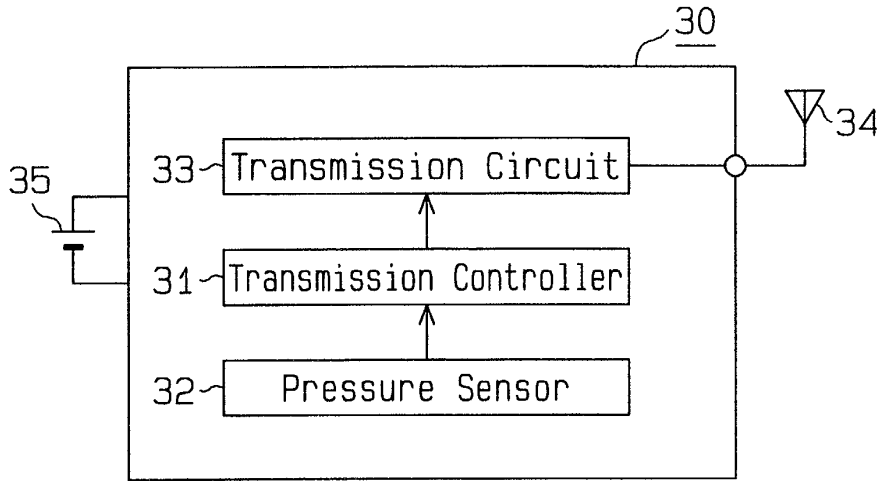 30
34
33 Transmission Circuit
35
31 Transmission Controller
32 Pressure Sensor